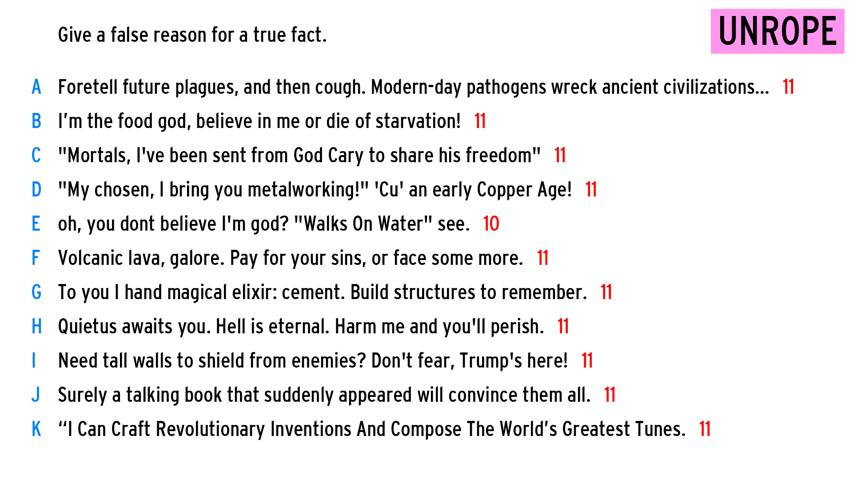 Give a false reason for a true fact.
UNROPE
A Foretell future plagues, and then cough. Modern-day pathogens wreck ancient civilizations... 11
B I'm the food god, believe in me or die of starvation! 11
C "Mortals, I've been sent from God Cary to share his freedom" 11
D "My chosen, I bring you metalworking!" 'Cu' an early Copper Age! 11
E oh, you dont believe I'm god? "Walks On Water" see. 10
F Volcanic lava, galore. Pay for your sins, or face some more. 11
G To you I hand magical elixir: cement. Build structures to remember. 11
H Quietus awaits you. Hell is eternal. Harm me and you'll perish. 11
I Need tall walls to shield from enemies? Don't fear, Trump's here! 11
J Surely a talking book that suddenly appeared will convince them all. 11
K “I Can Craft Revolutionary Inventions And Compose The World’s Greatest Tunes. 11